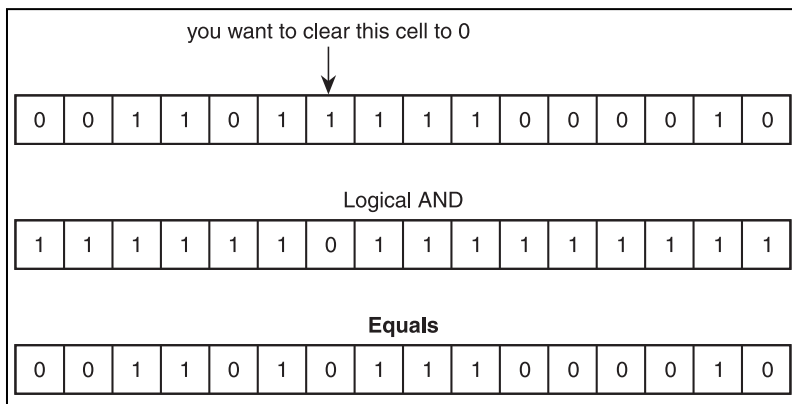 you want to clear this cell to 0
0 0 1 1 0 1 1 1 1 1 0 0 0 0 1 0
Logical AND
1 1 1 1 1 1 0 1 1 1 1 1 1 1 1 1
Equals
0 0 1 1 0 1 0 1 1 1 0 0 0 0 1 0